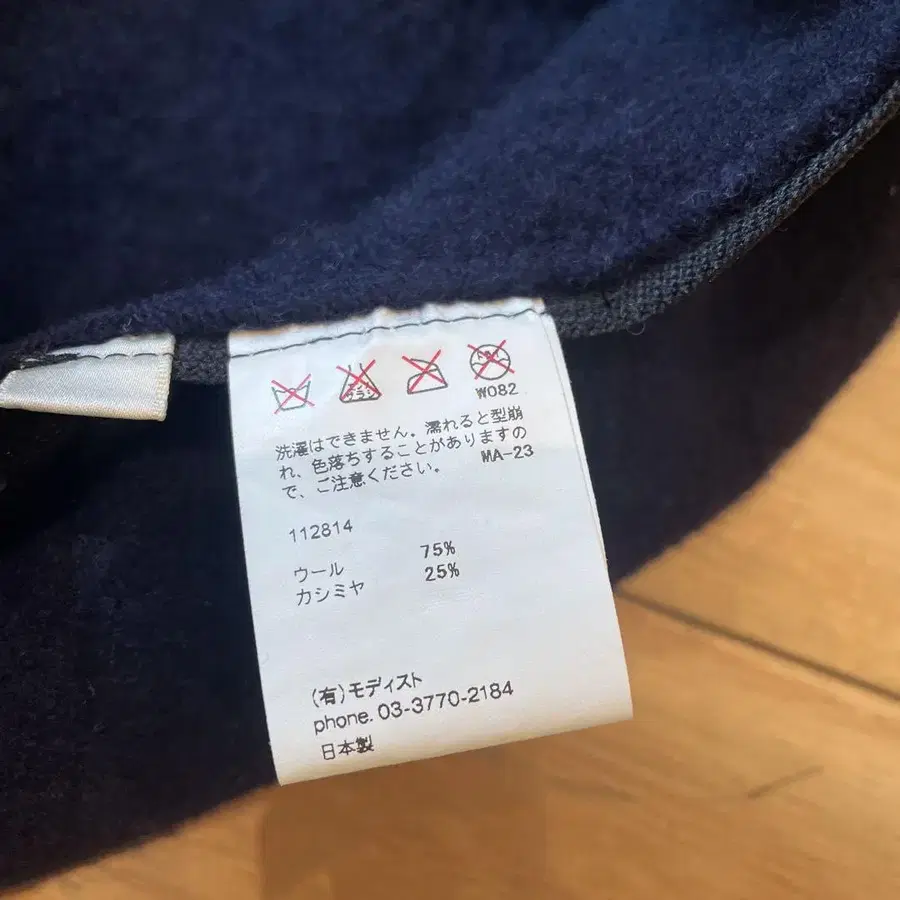 W082
洗濯はできません。濡れると型崩
れ、色落ちすることがありますの
で、ご注意ください。 MA-23
112814
ウール 75%
カシミヤ 25%
(有)モディスト
phone. 03-3770-2184
日本製